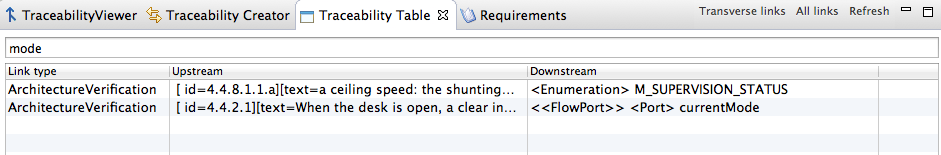 TraceabilityViewer Traceability Creator Traceability Table Requirements Transverse links All links Refresh
mode
Link type Upstream Downstream
ArchitectureVerification [ id=4.4.8.1.1.a][text=a ceiling speed: the shunting... <Enumeration> M_SUPERVISION_STATUS
ArchitectureVerification [ id=4.4.2.1][text=When the desk is open, a clear in... <<FlowPort>> <Port> currentMode